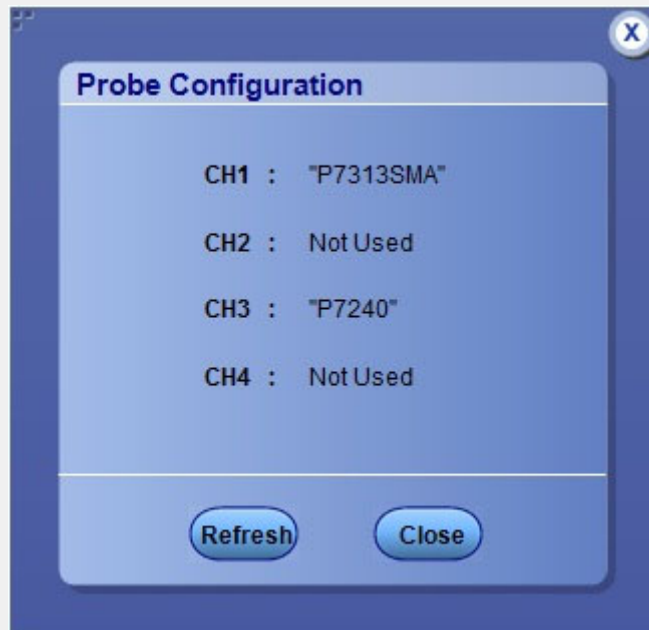 X
Probe Configuration
CH1 : "P7313SMA"
CH2 : Not Used
CH3 : "P7240"
CH4 : Not Used
Refresh Close